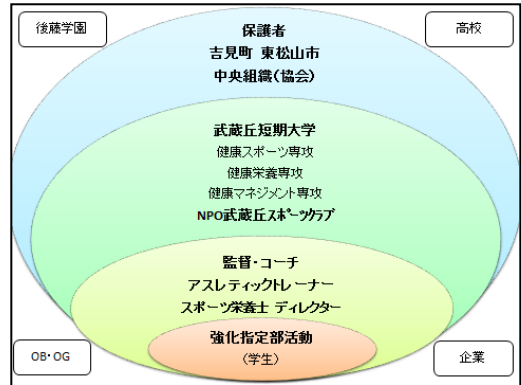 後藤学園
高校
保護者
吉見町 東松山市
中央組織(協会)
武蔵丘短期大学
健康スポーツ専攻
健康栄養専攻
健康マネジメント専攻
NPO武蔵丘スポーツクラブ
監督・コーチ
アスレティックトレーナー
スポーツ栄養士 ディレクター
強化指定部活動
(学生)
OB・OG
企業